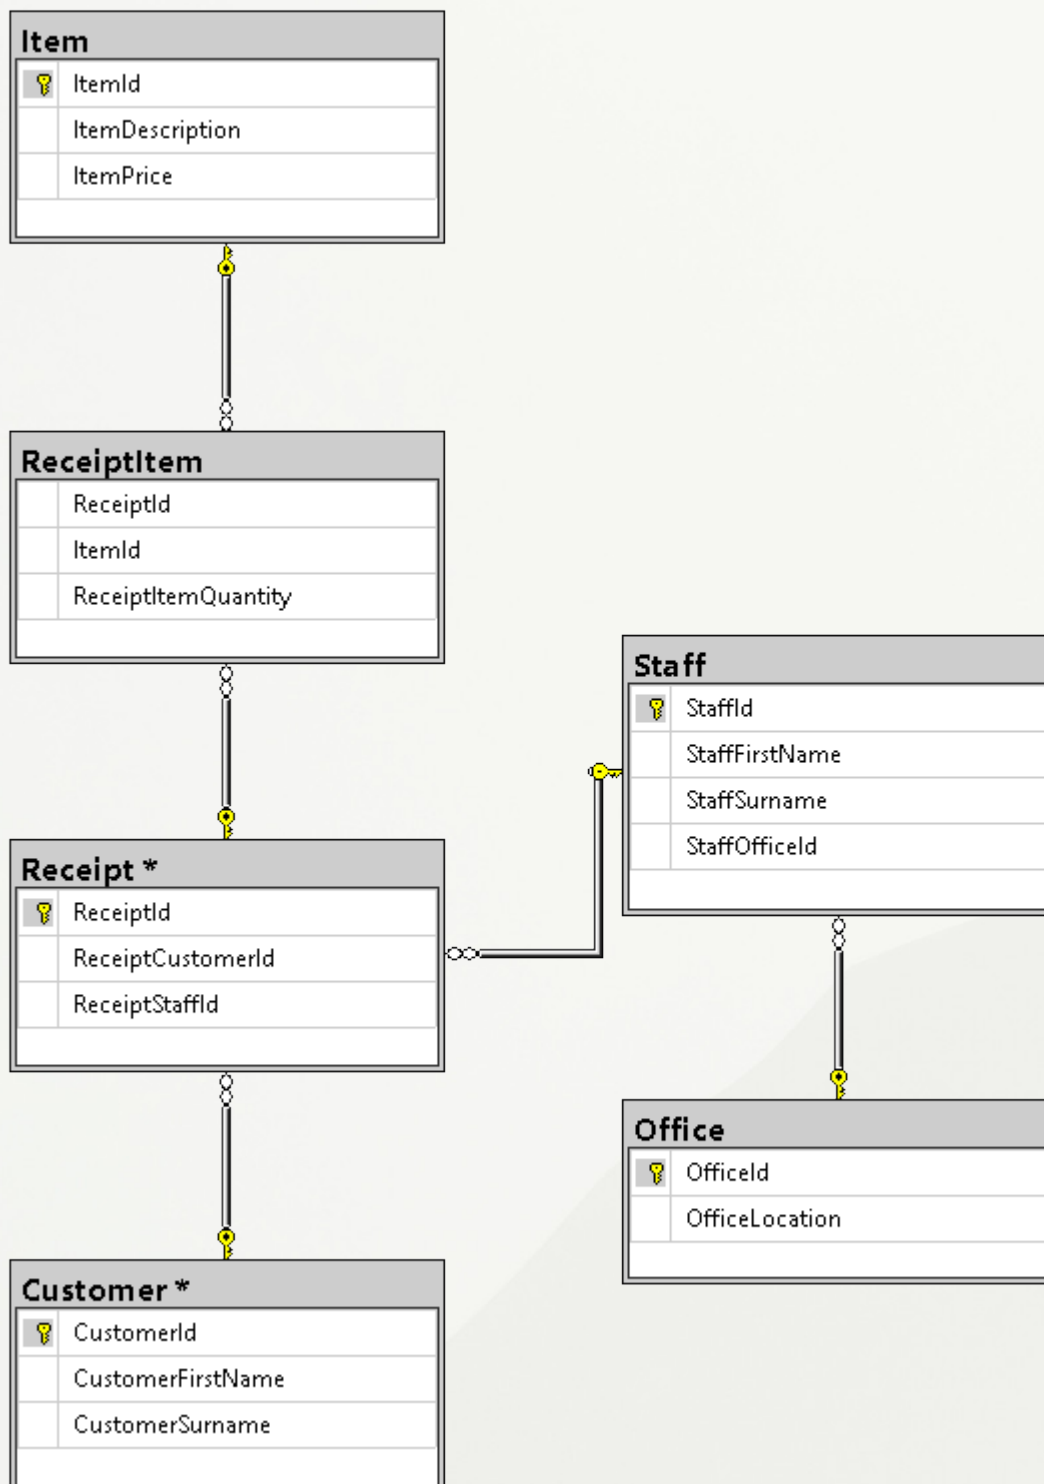 Item
ItemId
ItemDescription
ItemPrice
ReceiptItem
ReceiptId
ItemId
ReceiptItemQuantity
Receipt *
ReceiptId
ReceiptCustomerId
ReceiptStaffId
Customer *
CustomerId
CustomerFirstName
CustomerSurname
Staff
StaffId
StaffFirstName
StaffSurname
StaffOfficeId
Office
OfficeId
OfficeLocation